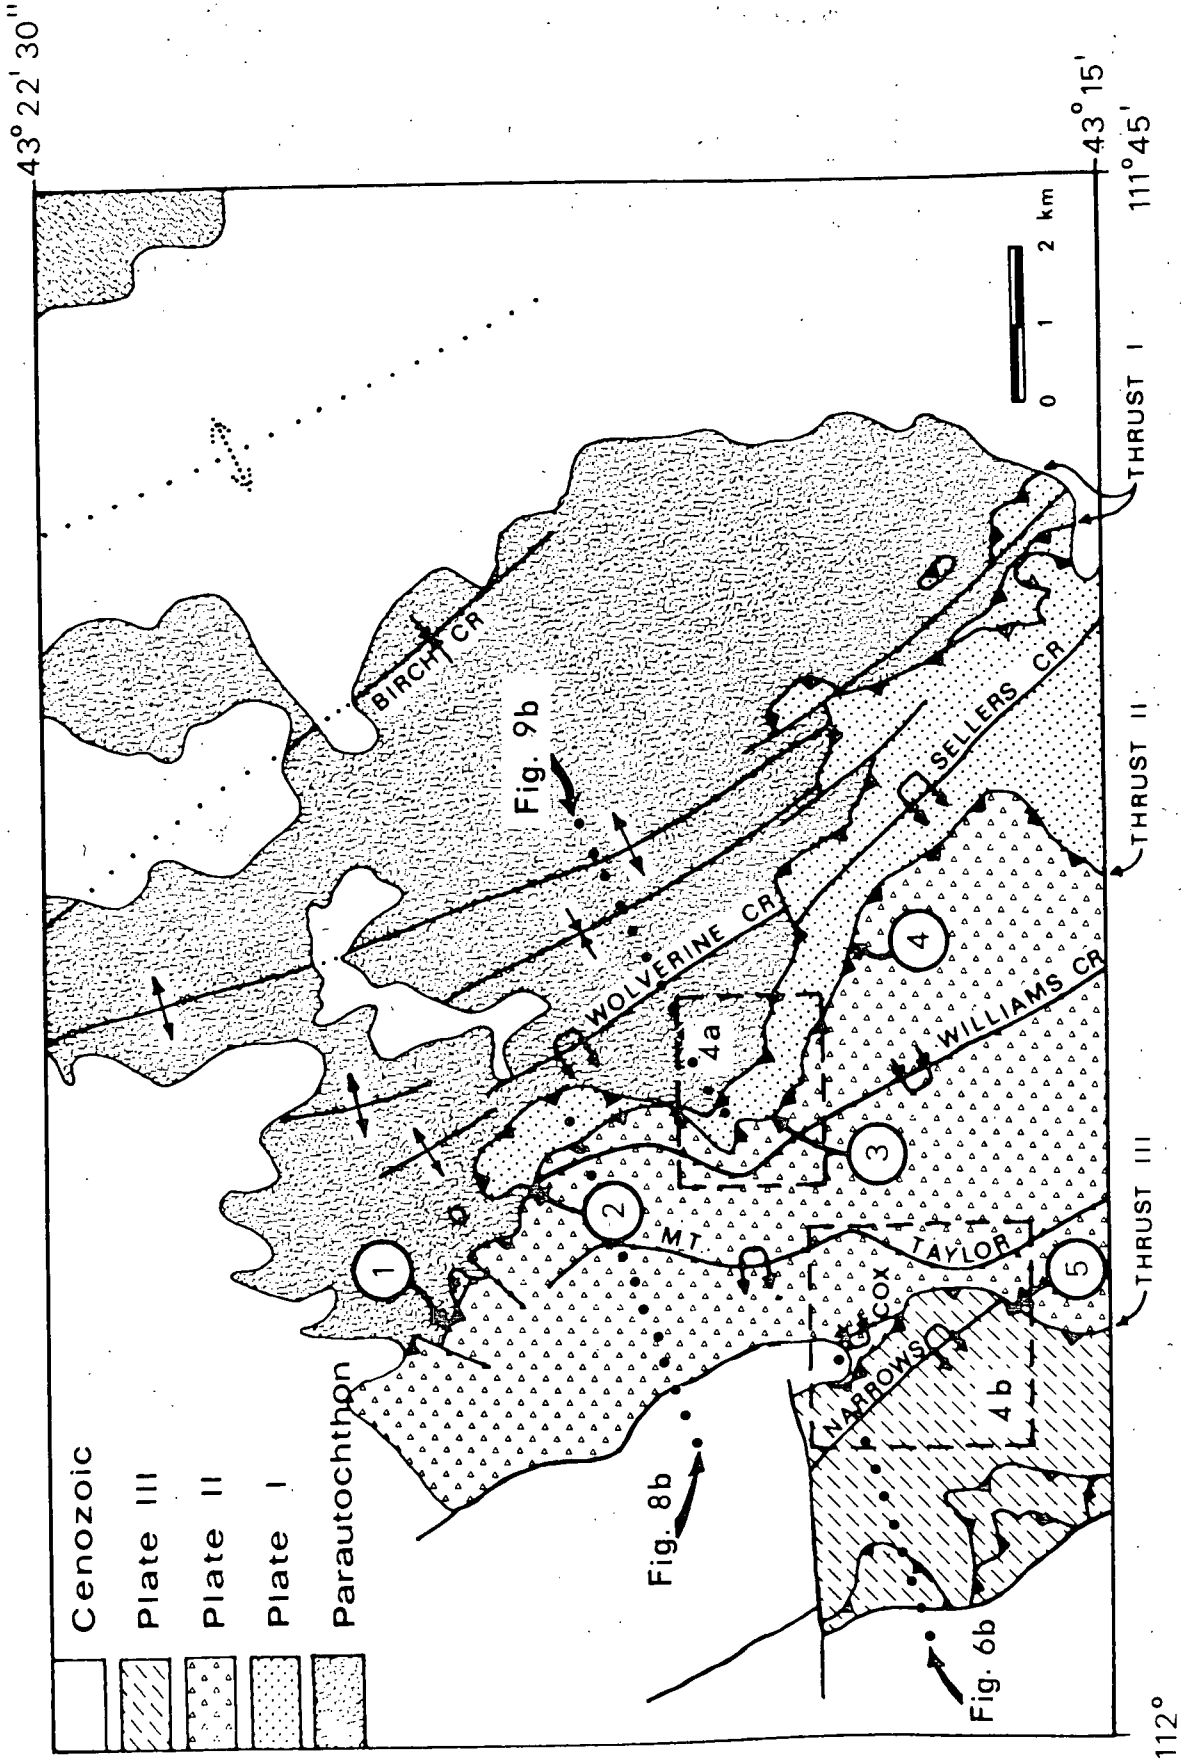 Cenozoic
Plate III
Plate II
Plate I
Parautochthon
43° 22' 30"
43° 15'
111° 45'
112°
BIRCH CR
Fig. 9b
WOLVERINE CR
SELLERS CR
4a
4
WILLIAMS CR
3
1
2
MT. TAYLOR
COX
NARROWS
4b
5
Fig. 8b
Fig. 6b
0 1 2 km
THRUST I
THRUST II
THRUST III